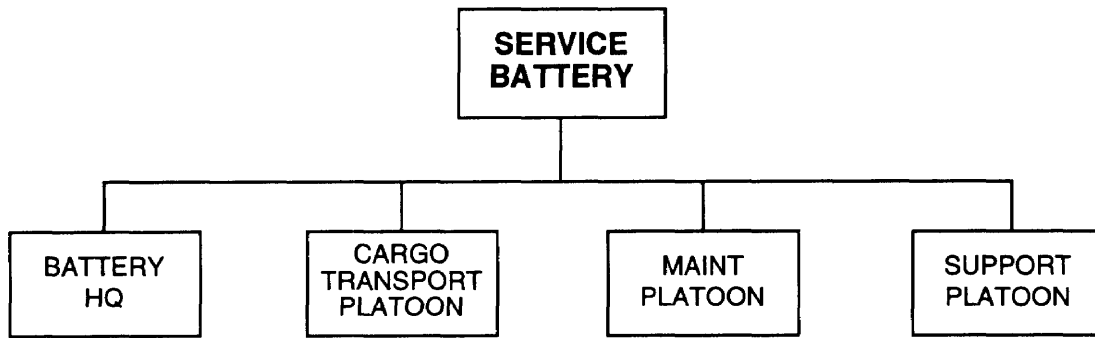 SERVICE
BATTERY
BATTERY
HQ
CARGO
TRANSPORT
PLATOON
MAINT
PLATOON
SUPPORT
PLATOON